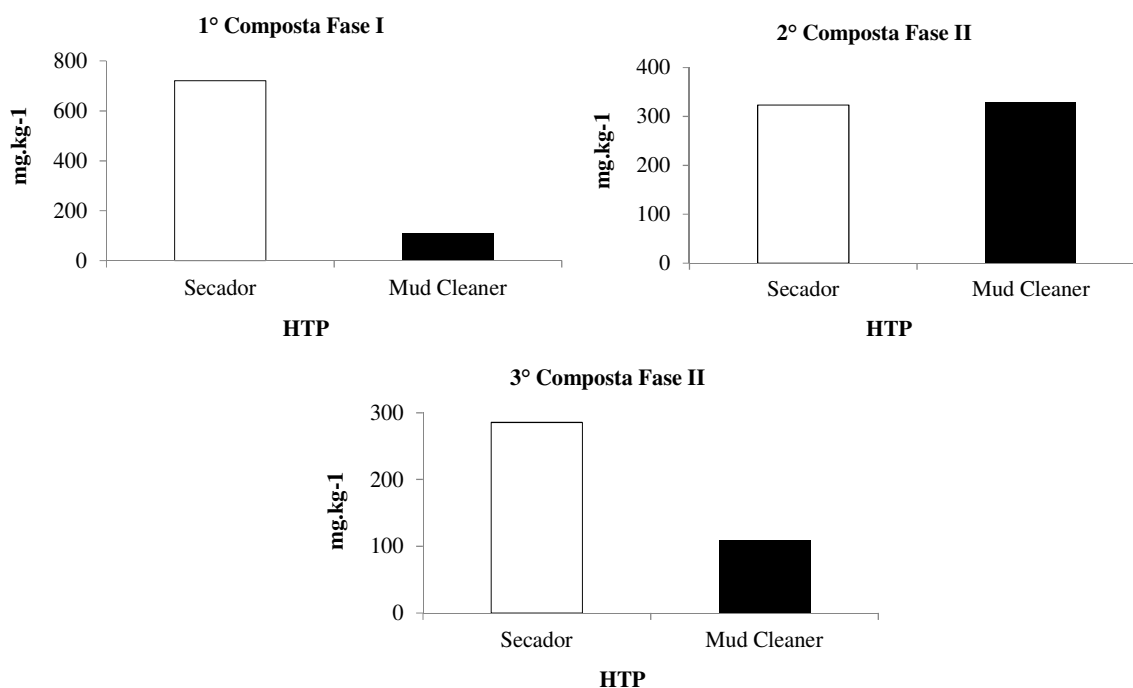 1° Composta Fase I
mg.kg-1
800
600
400
200
0
Secador Mud Cleaner
HTP
2° Composta Fase II
mg.kg-1
400
300
200
100
0
Secador Mud Cleaner
HTP
3° Composta Fase II
mg.kg-1
300
200
100
0
Secador Mud Cleaner
HTP